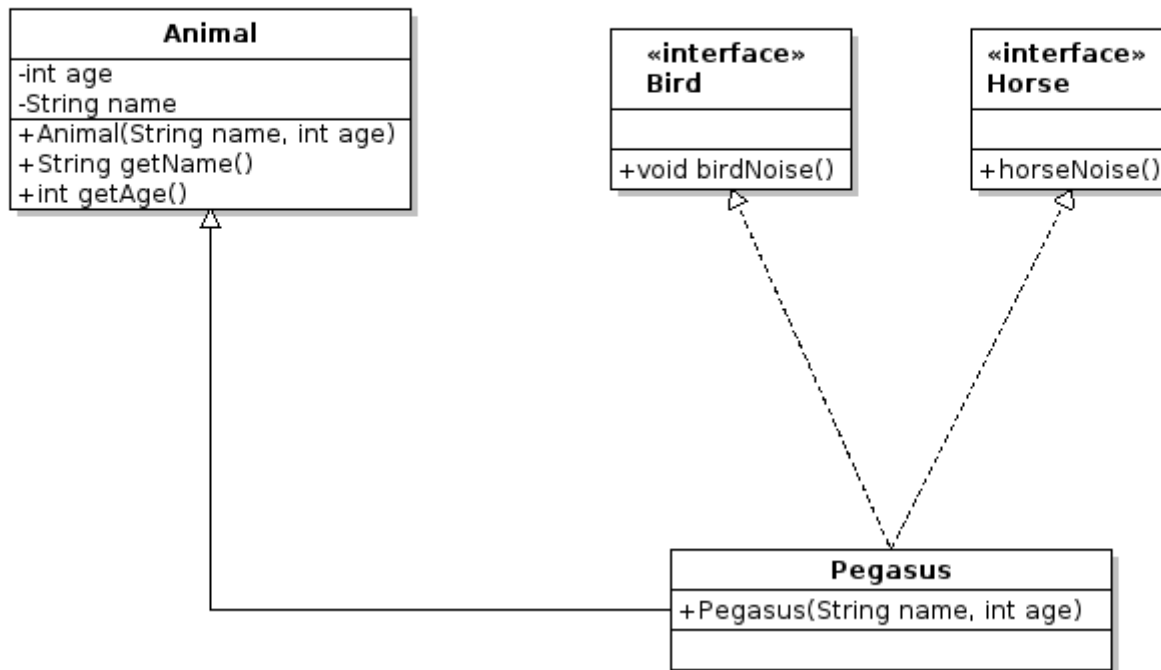 Animal
-int age
-String name
+Animal(String name, int age)
+String getName()
+int getAge()
«interface»
Bird
+void birdNoise()
«interface»
Horse
+horseNoise()
Pegasus
+Pegasus(String name, int age)